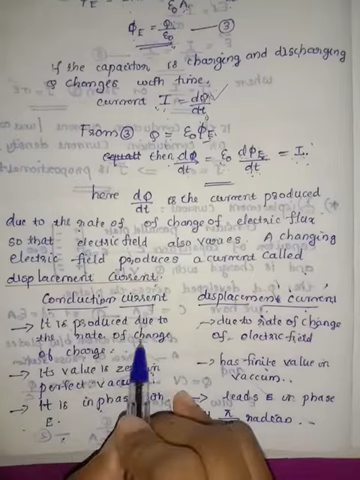 ε₀A
Φ_E = Q/ε₀ — ③
if the capacitor is charging and discharging
Q changes with time.
current I = dQ/dt
From ③ Q = ε₀Φ_E
then dQ/dt = ε₀ dΦ_E/dt = I.
here dQ/dt is the current produced
due to the rate of of change of electric flux
so that electric field also varies A changing
electric field produces a current called
displacement current.
Conduction current
→ It is produced due to
the rate of change
of charge.
→ Its value is zero in
perfect vacuum
→ It is in phase
E.
displacement current
→ due to rate of change
of electric field
→ has finite value in
vaccum..
→ leads E in phase
π/2 radian..